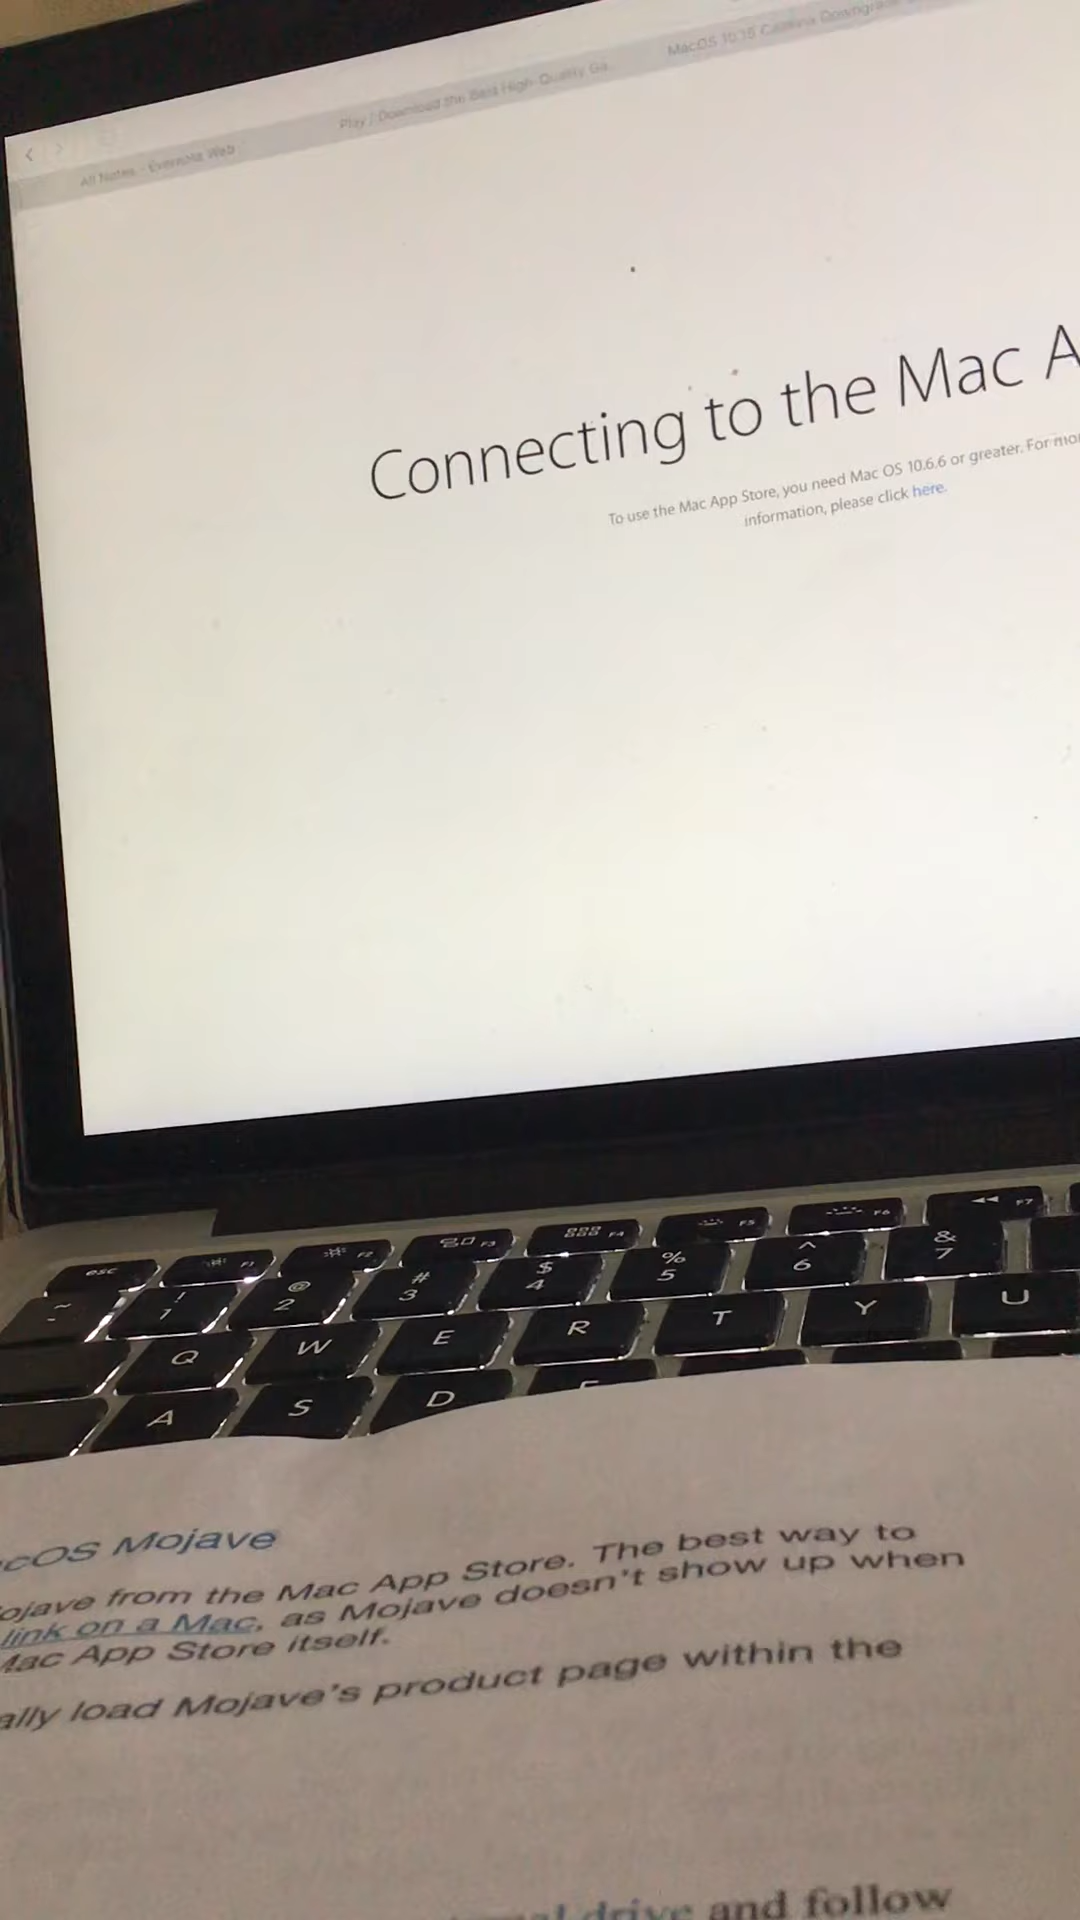 MacOS 10.15 Catalina Downgra
Play | Download the Best High-Quality Ga...
All Notes - Evernote Web
Connecting to the Mac A
To use the Mac App Store, you need Mac OS 10.6.6 or greater. For mor
information, please click here.
esc F1 F2 F3 F4 F5 F6 F7
~ ! 1 @ 2 # 3 $ 4 % 5 ^ 6 & 7
Q W E R T Y U
A S D
cOS Mojave
ojave from the Mac App Store. The best way to
link on a Mac, as Mojave doesn't show up when
Mac App Store itself.
ally load Mojave's product page within the
al drive and follow